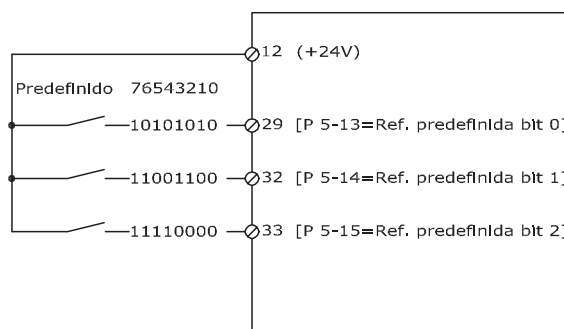 12 (+24V)
Predefinido 76543210
10101010 29 [P 5-13=Ref. predefinida bit 0]
11001100 32 [P 5-14=Ref. predefinida bit 1]
11110000 33 [P 5-15=Ref. predefinida bit 2]